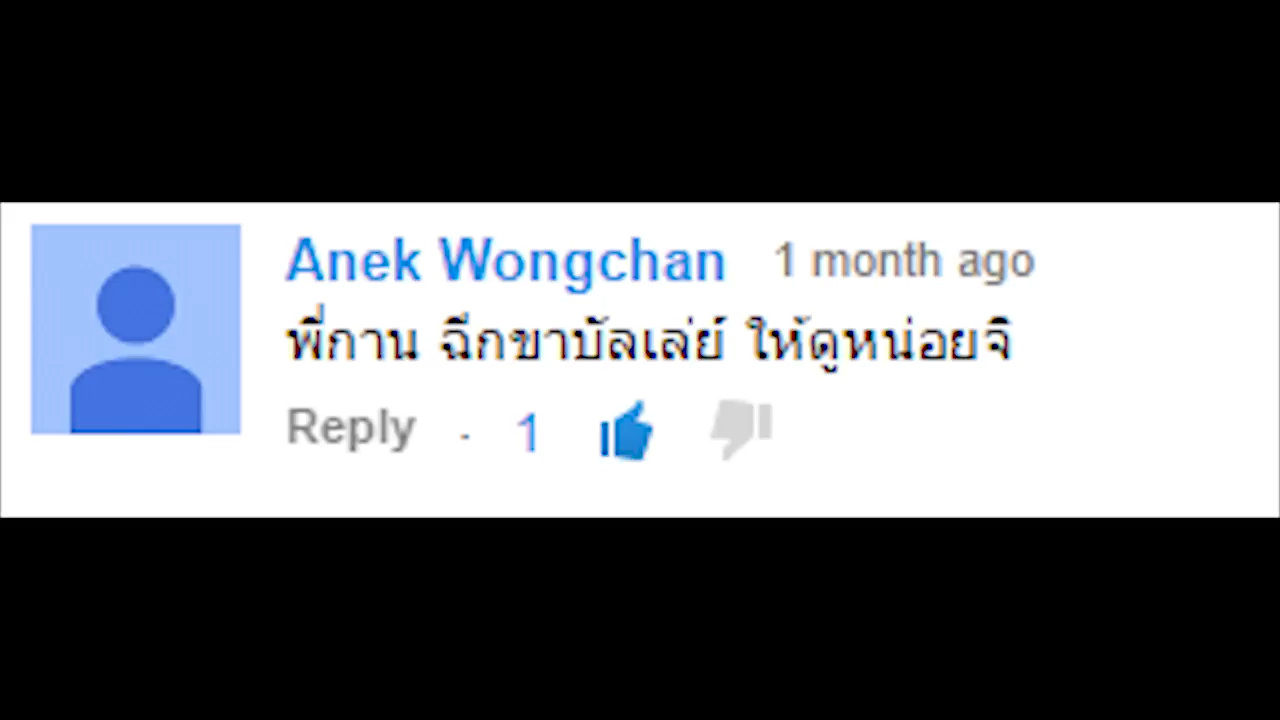 Anek Wongchan 1 month ago
พี่กาน ฉีกขาบัลเล่ย์ ให้ดูหน่อยจิ
Reply · 1